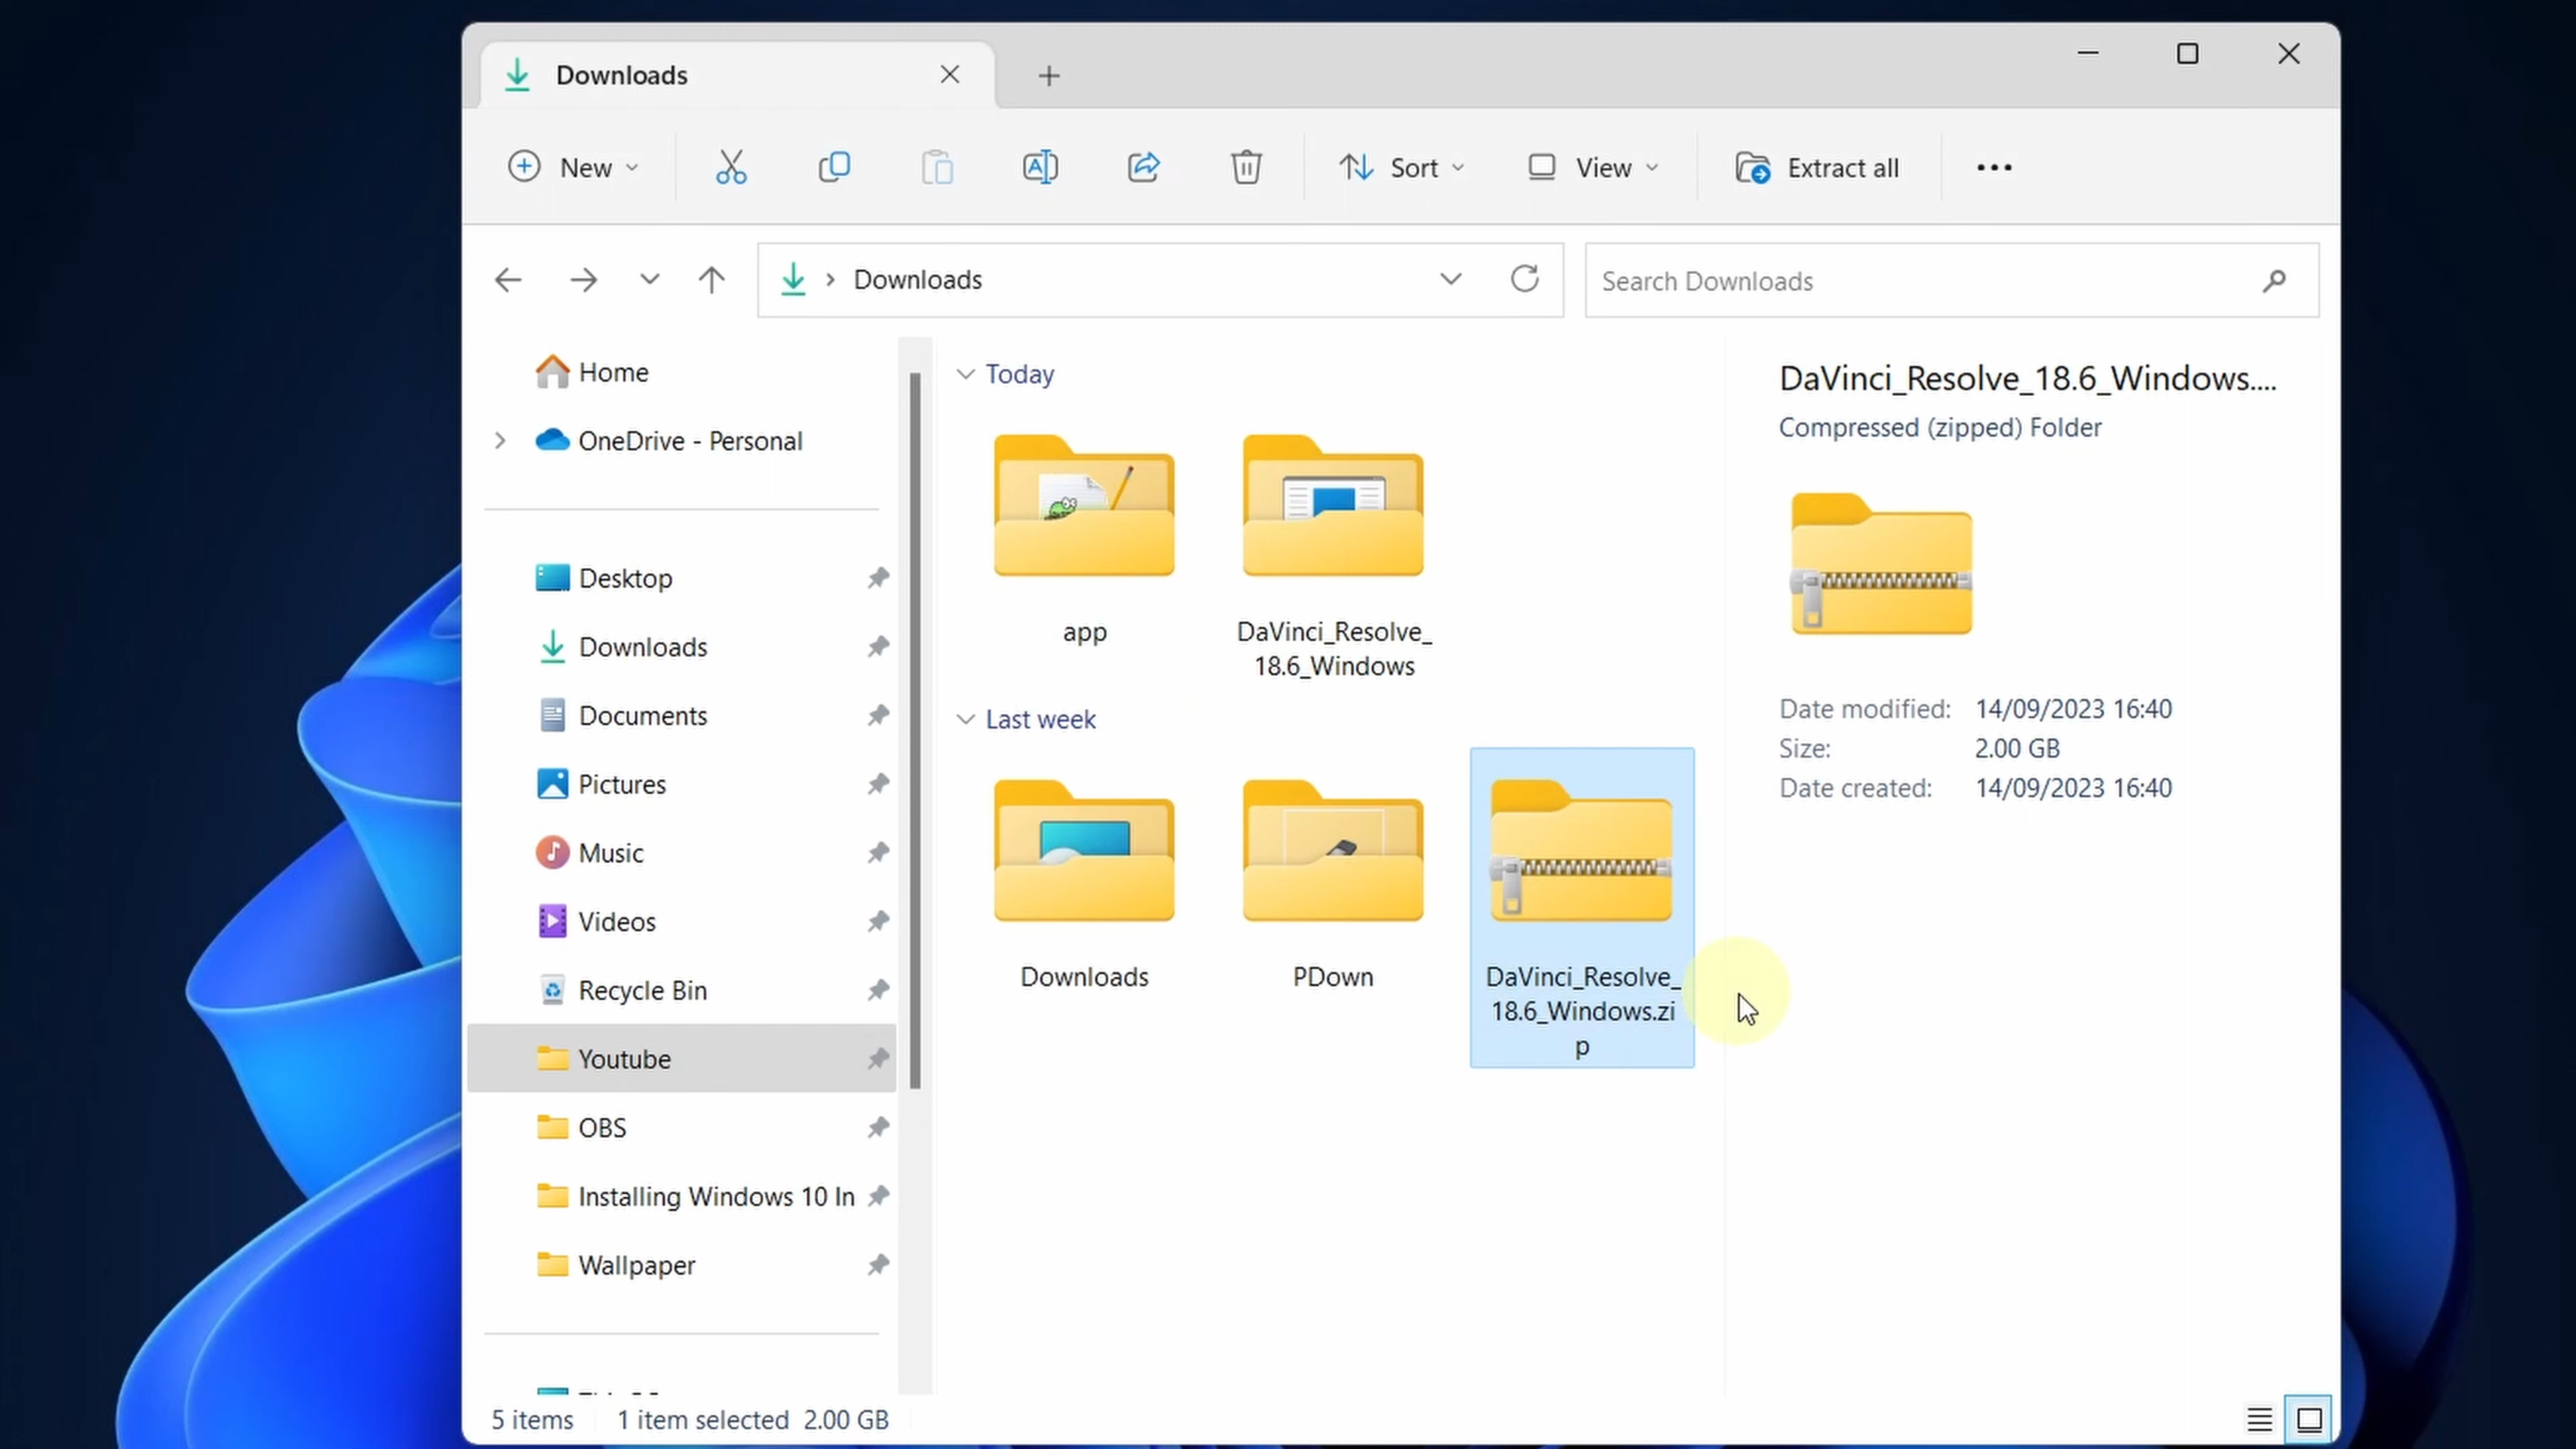 Downloads
New
Sort
View
Extract all
Downloads
Search Downloads
Home
OneDrive - Personal
Desktop
Downloads
Documents
Pictures
Music
Videos
Recycle Bin
Youtube
OBS
Installing Windows 10 In
Wallpaper
Today
app
DaVinci_Resolve_
18.6_Windows
Last week
Downloads
PDown
DaVinci_Resolve_
18.6_Windows.zi
p
DaVinci_Resolve_18.6_Windows....
Compressed (zipped) Folder
Date modified: 14/09/2023 16:40
Size: 2.00 GB
Date created: 14/09/2023 16:40
5 items 1 item selected 2.00 GB